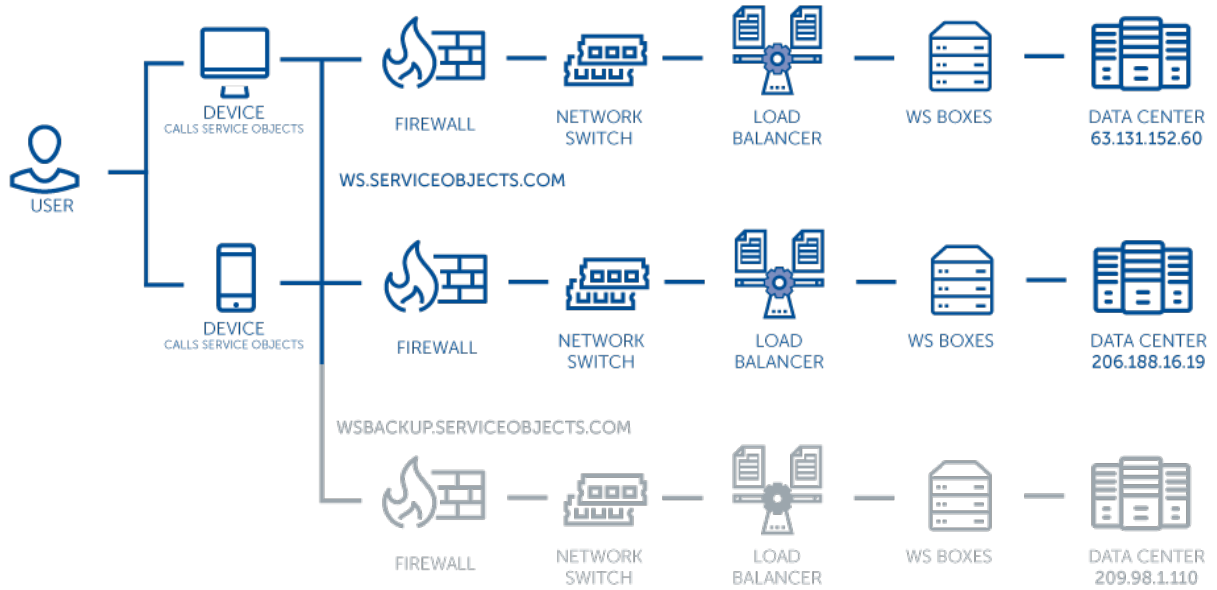 DEVICE
CALLS SERVICE OBJECTS
FIREWALL
NETWORK
SWITCH
LOAD
BALANCER
WS BOXES
DATA CENTER
63.131.152.60
WS.SERVICEOBJECTS.COM
USER
DEVICE
CALLS SERVICE OBJECTS
FIREWALL
NETWORK
SWITCH
LOAD
BALANCER
WS BOXES
DATA CENTER
206.188.16.19
WSBACKUP.SERVICEOBJECTS.COM
FIREWALL
NETWORK
SWITCH
LOAD
BALANCER
WS BOXES
DATA CENTER
209.98.1.110